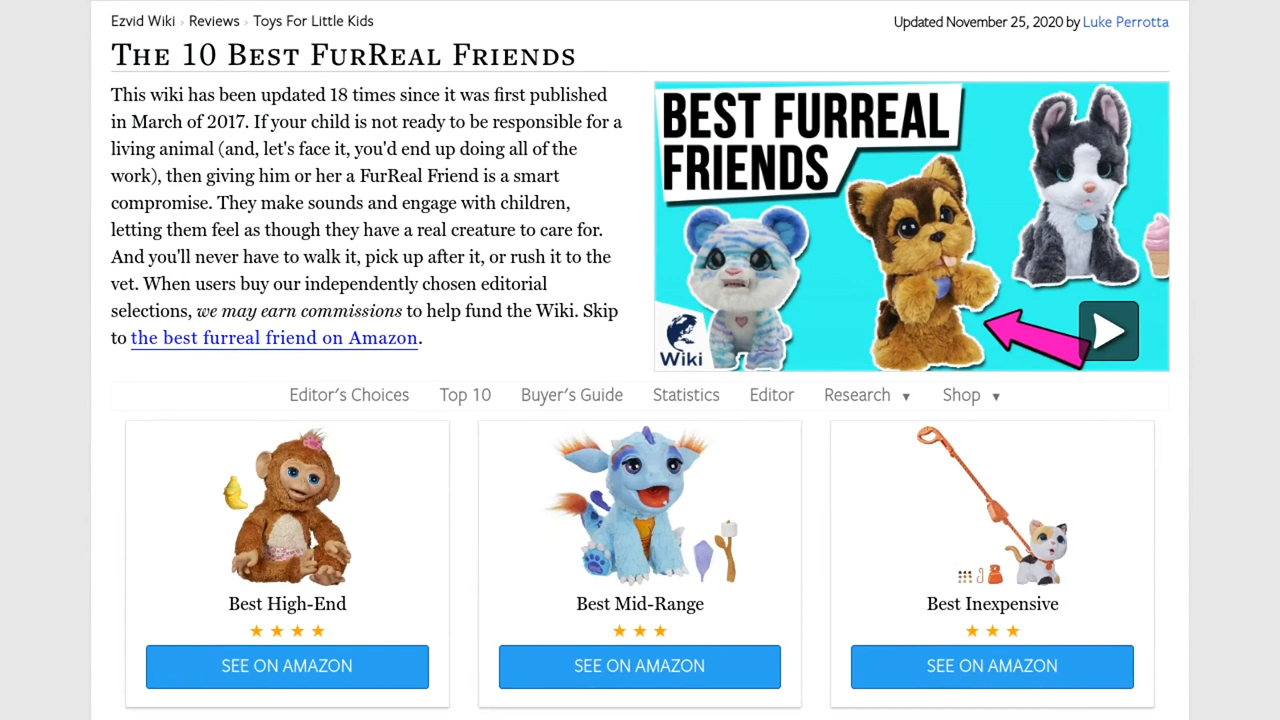 Ezvid Wiki › Reviews › Toys For Little Kids
Updated November 25, 2020 by Luke Perrotta
The 10 Best FurReal Friends
This wiki has been updated 18 times since it was first published
in March of 2017. If your child is not ready to be responsible for a
living animal (and, let's face it, you'd end up doing all of the
work), then giving him or her a FurReal Friend is a smart
compromise. They make sounds and engage with children,
letting them feel as though they have a real creature to care for.
And you'll never have to walk it, pick up after it, or rush it to the
vet. When users buy our independently chosen editorial
selections, we may earn commissions to help fund the Wiki. Skip
to the best furreal friend on Amazon.
BEST FURREAL
FRIENDS
Wiki
Editor's Choices Top 10 Buyer's Guide Statistics Editor Research ▼ Shop ▼
Best High-End
★ ★ ★ ★
SEE ON AMAZON
Best Mid-Range
★ ★ ★
SEE ON AMAZON
Best Inexpensive
★ ★ ★
SEE ON AMAZON